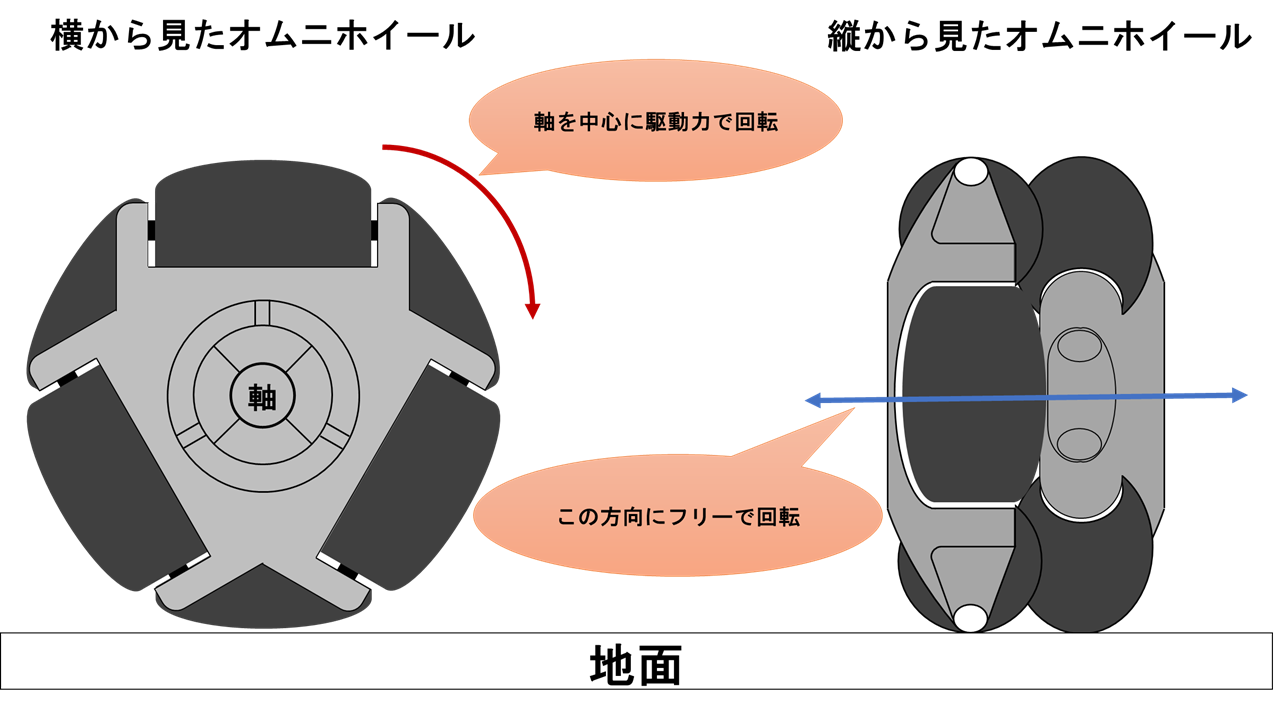 横から見たオムニホイール
縦から見たオムニホイール
軸を中心に駆動力で回転
軸
この方向にフリーで回転
地面